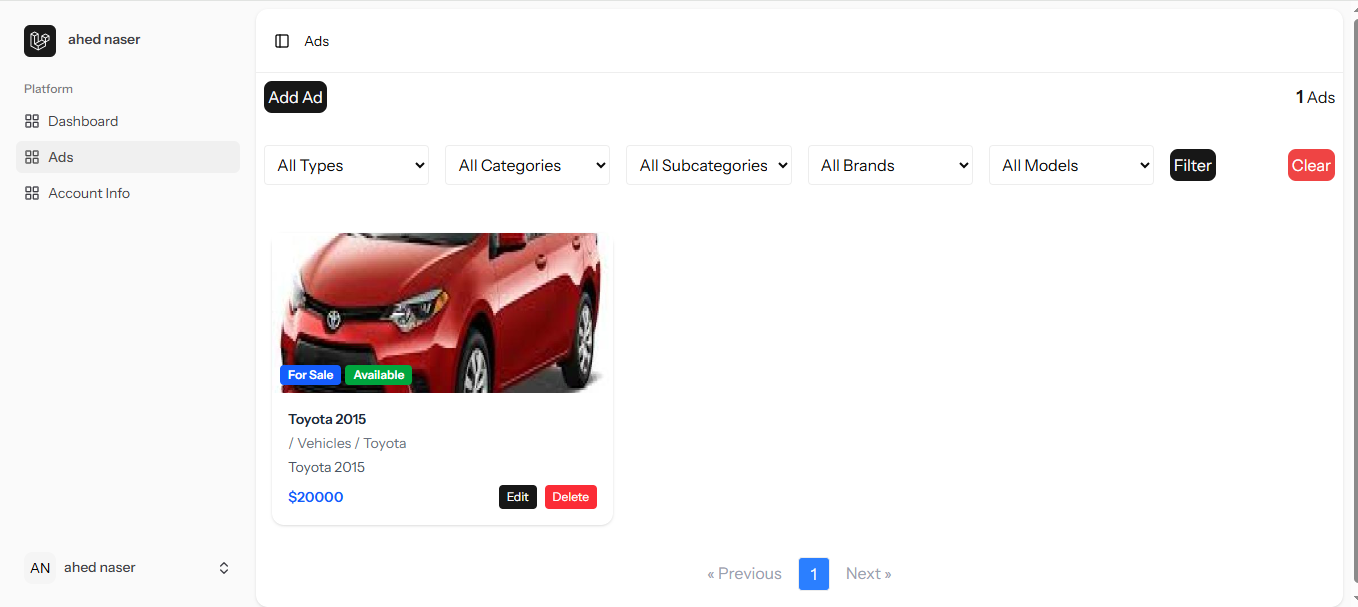 ahed naser
Ads
Platform
Dashboard
Ads
Account Info
Add Ad
1 Ads
All Types
All Categories
All Subcategories
All Brands
All Models
Filter
Clear
For Sale
Available
Toyota 2015
/ Vehicles / Toyota
Toyota 2015
$20000
Edit
Delete
« Previous
1
Next »
AN
ahed naser